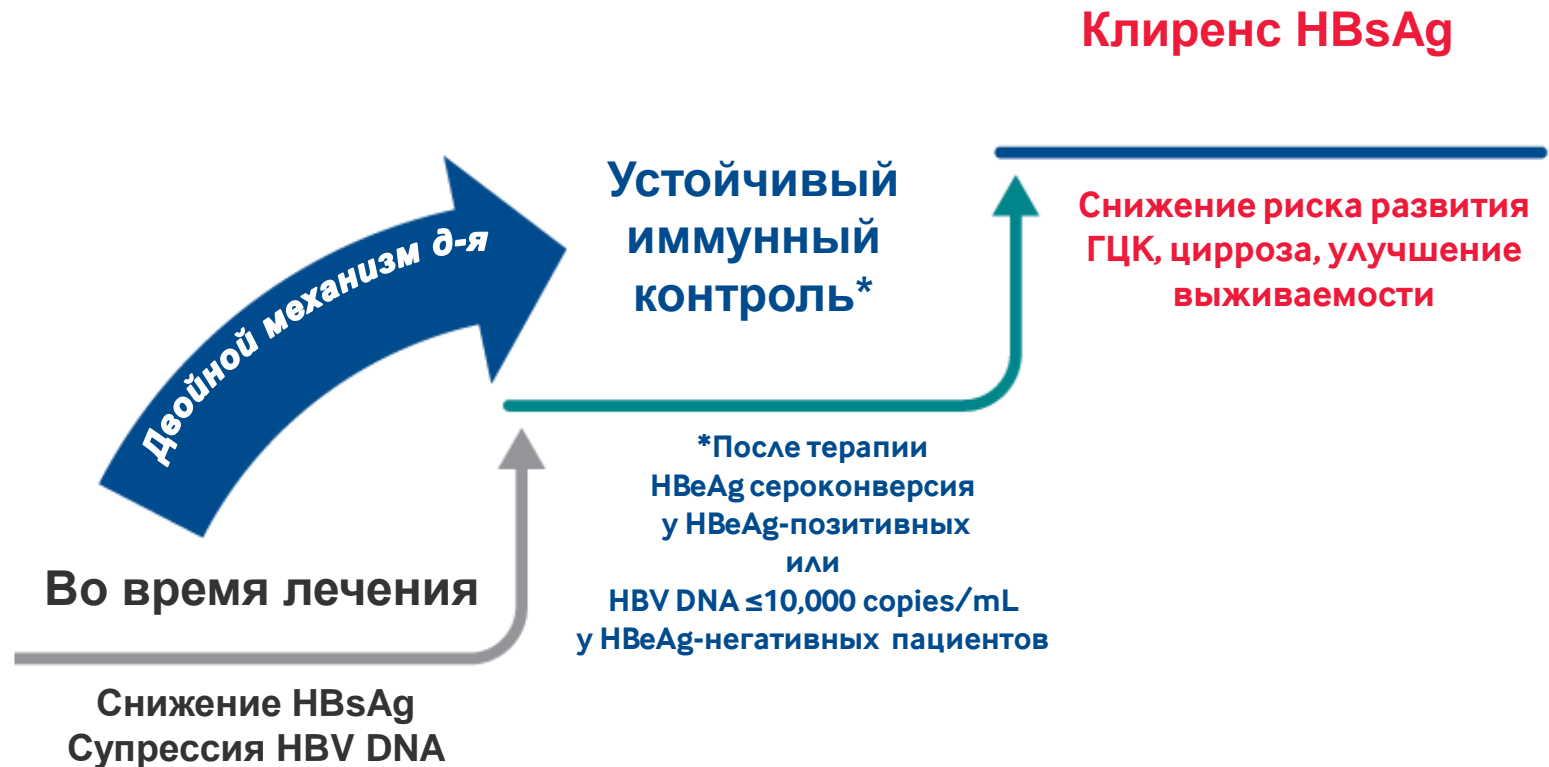 Клиренс HBsAg
Устойчивый
иммунный
контроль*
Снижение риска развития
ГЦК, цирроза, улучшение
выживаемости
Двойной механизм д-я
*После терапии
HBeAg сероконверсия
у HBeAg-позитивных
или
HBV DNA ≤10,000 copies/mL
у HBeAg-негативных пациентов
Во время лечения
Снижение HBsAg
Супрессия HBV DNA